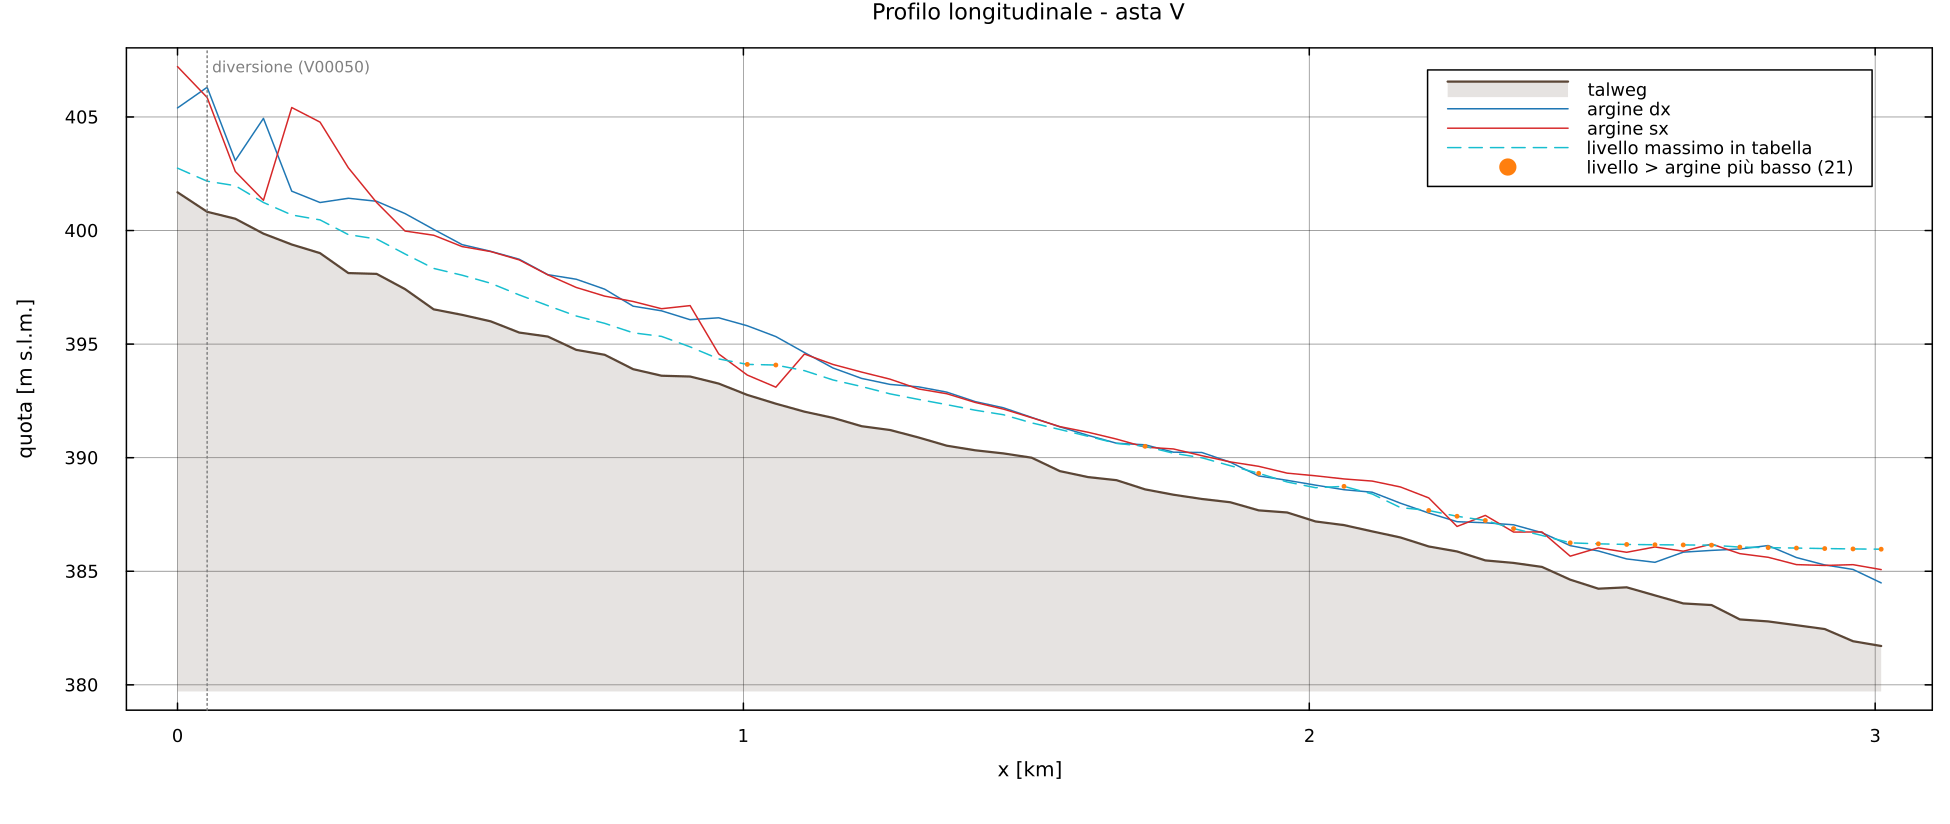 Profilo longitudinale - asta V
diversione (V00050)
talweg
argine dx
argine sx
livello massimo in tabella
livello > argine più basso (21)
quota [m s.l.m.]
405
400
395
390
385
380
0
1
2
3
x [km]